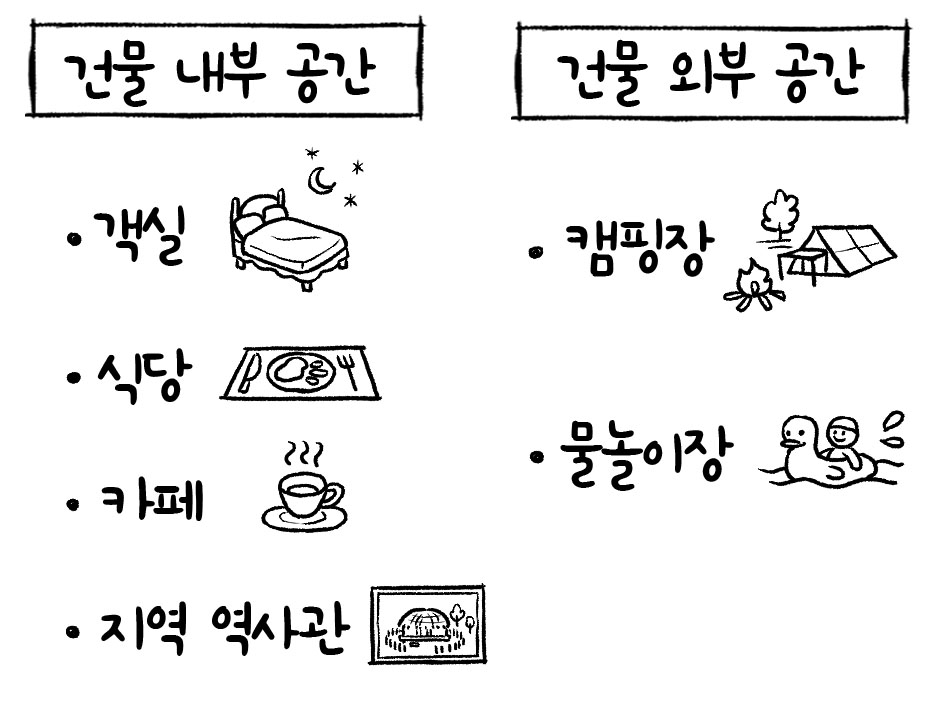 건물 내부 공간
• 객실
• 식당
• 카페
• 지역 역사관
건물 외부 공간
• 캠핑장
• 물놀이장